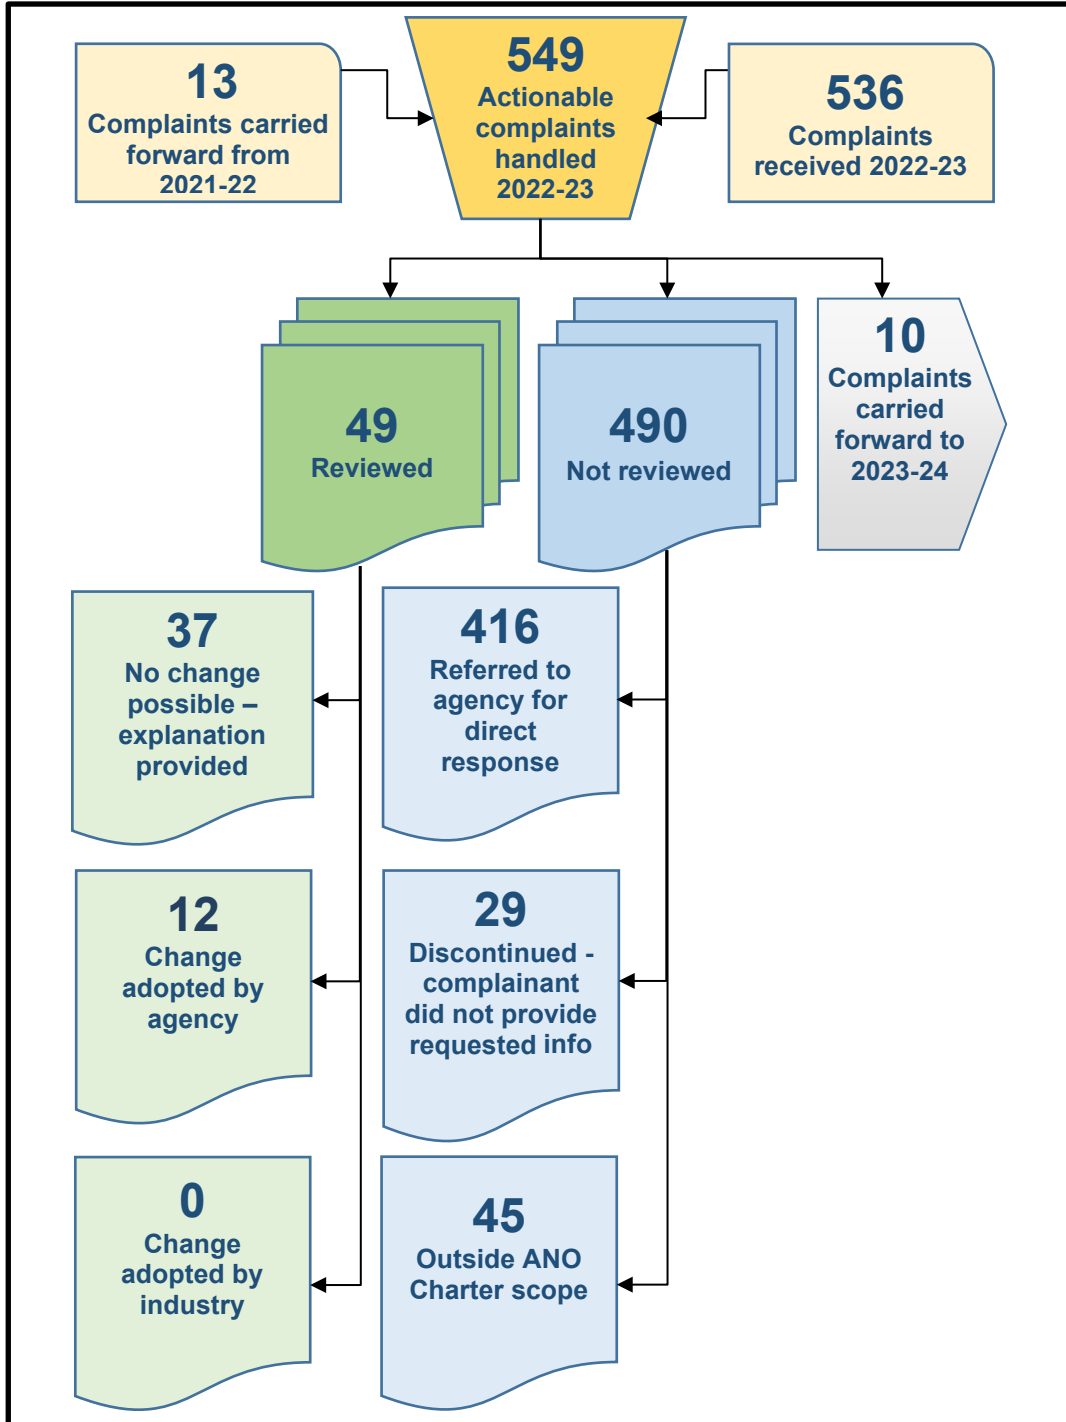 13
Complaints carried
forward from
2021-22
549
Actionable
complaints
handled
2022-23
536
Complaints
received 2022-23
49
Reviewed
490
Not reviewed
10
Complaints
carried
forward to
2023-24
37
No change
possible –
explanation
provided
416
Referred to
agency for
direct
response
12
Change
adopted by
agency
29
Discontinued -
complainant
did not provide
requested info
0
Change
adopted by
industry
45
Outside ANO
Charter scope